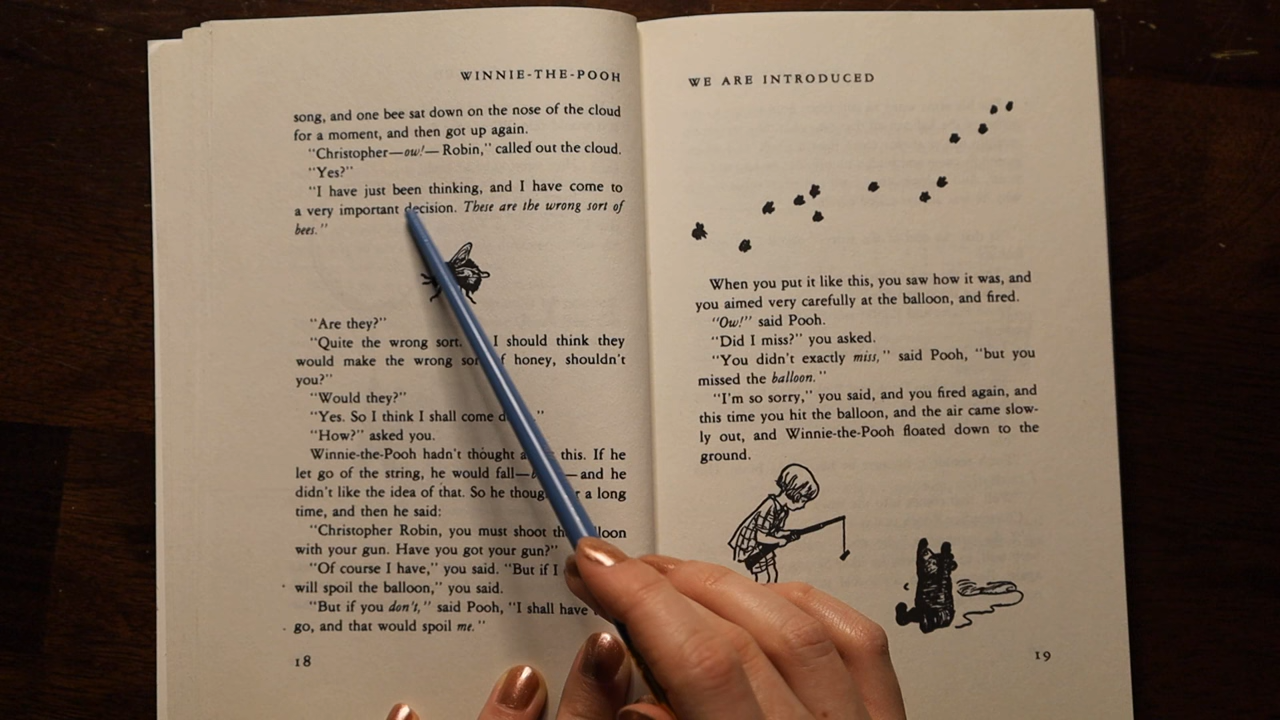 WINNIE-THE-POOH
song, and one bee sat down on the nose of the cloud
for a moment, and then got up again.
"Christopher—ow!— Robin," called out the cloud.
"Yes?"
"I have just been thinking, and I have come to
a very important decision. These are the wrong sort of
bees."
"Are they?"
"Quite the wrong sort. I should think they
would make the wrong sort of honey, shouldn't
you?"
"Would they?"
"Yes. So I think I shall come "
"How?" asked you.
Winnie-the-Pooh hadn't thought this. If he
let go of the string, he would fall— —and he
didn't like the idea of that. So he thought for a long
time, and then he said:
"Christopher Robin, you must shoot the balloon
with your gun. Have you got your gun?"
"Of course I have," you said. "But if I
will spoil the balloon," you said.
"But if you don't," said Pooh, "I shall have
go, and that would spoil me."
18
WE ARE INTRODUCED
When you put it like this, you saw how it was, and
you aimed very carefully at the balloon, and fired.
"Ow!" said Pooh.
"Did I miss?" you asked.
"You didn't exactly miss," said Pooh, "but you
missed the balloon."
"I'm so sorry," you said, and you fired again, and
this time you hit the balloon, and the air came slow-
ly out, and Winnie-the-Pooh floated down to the
ground.
19